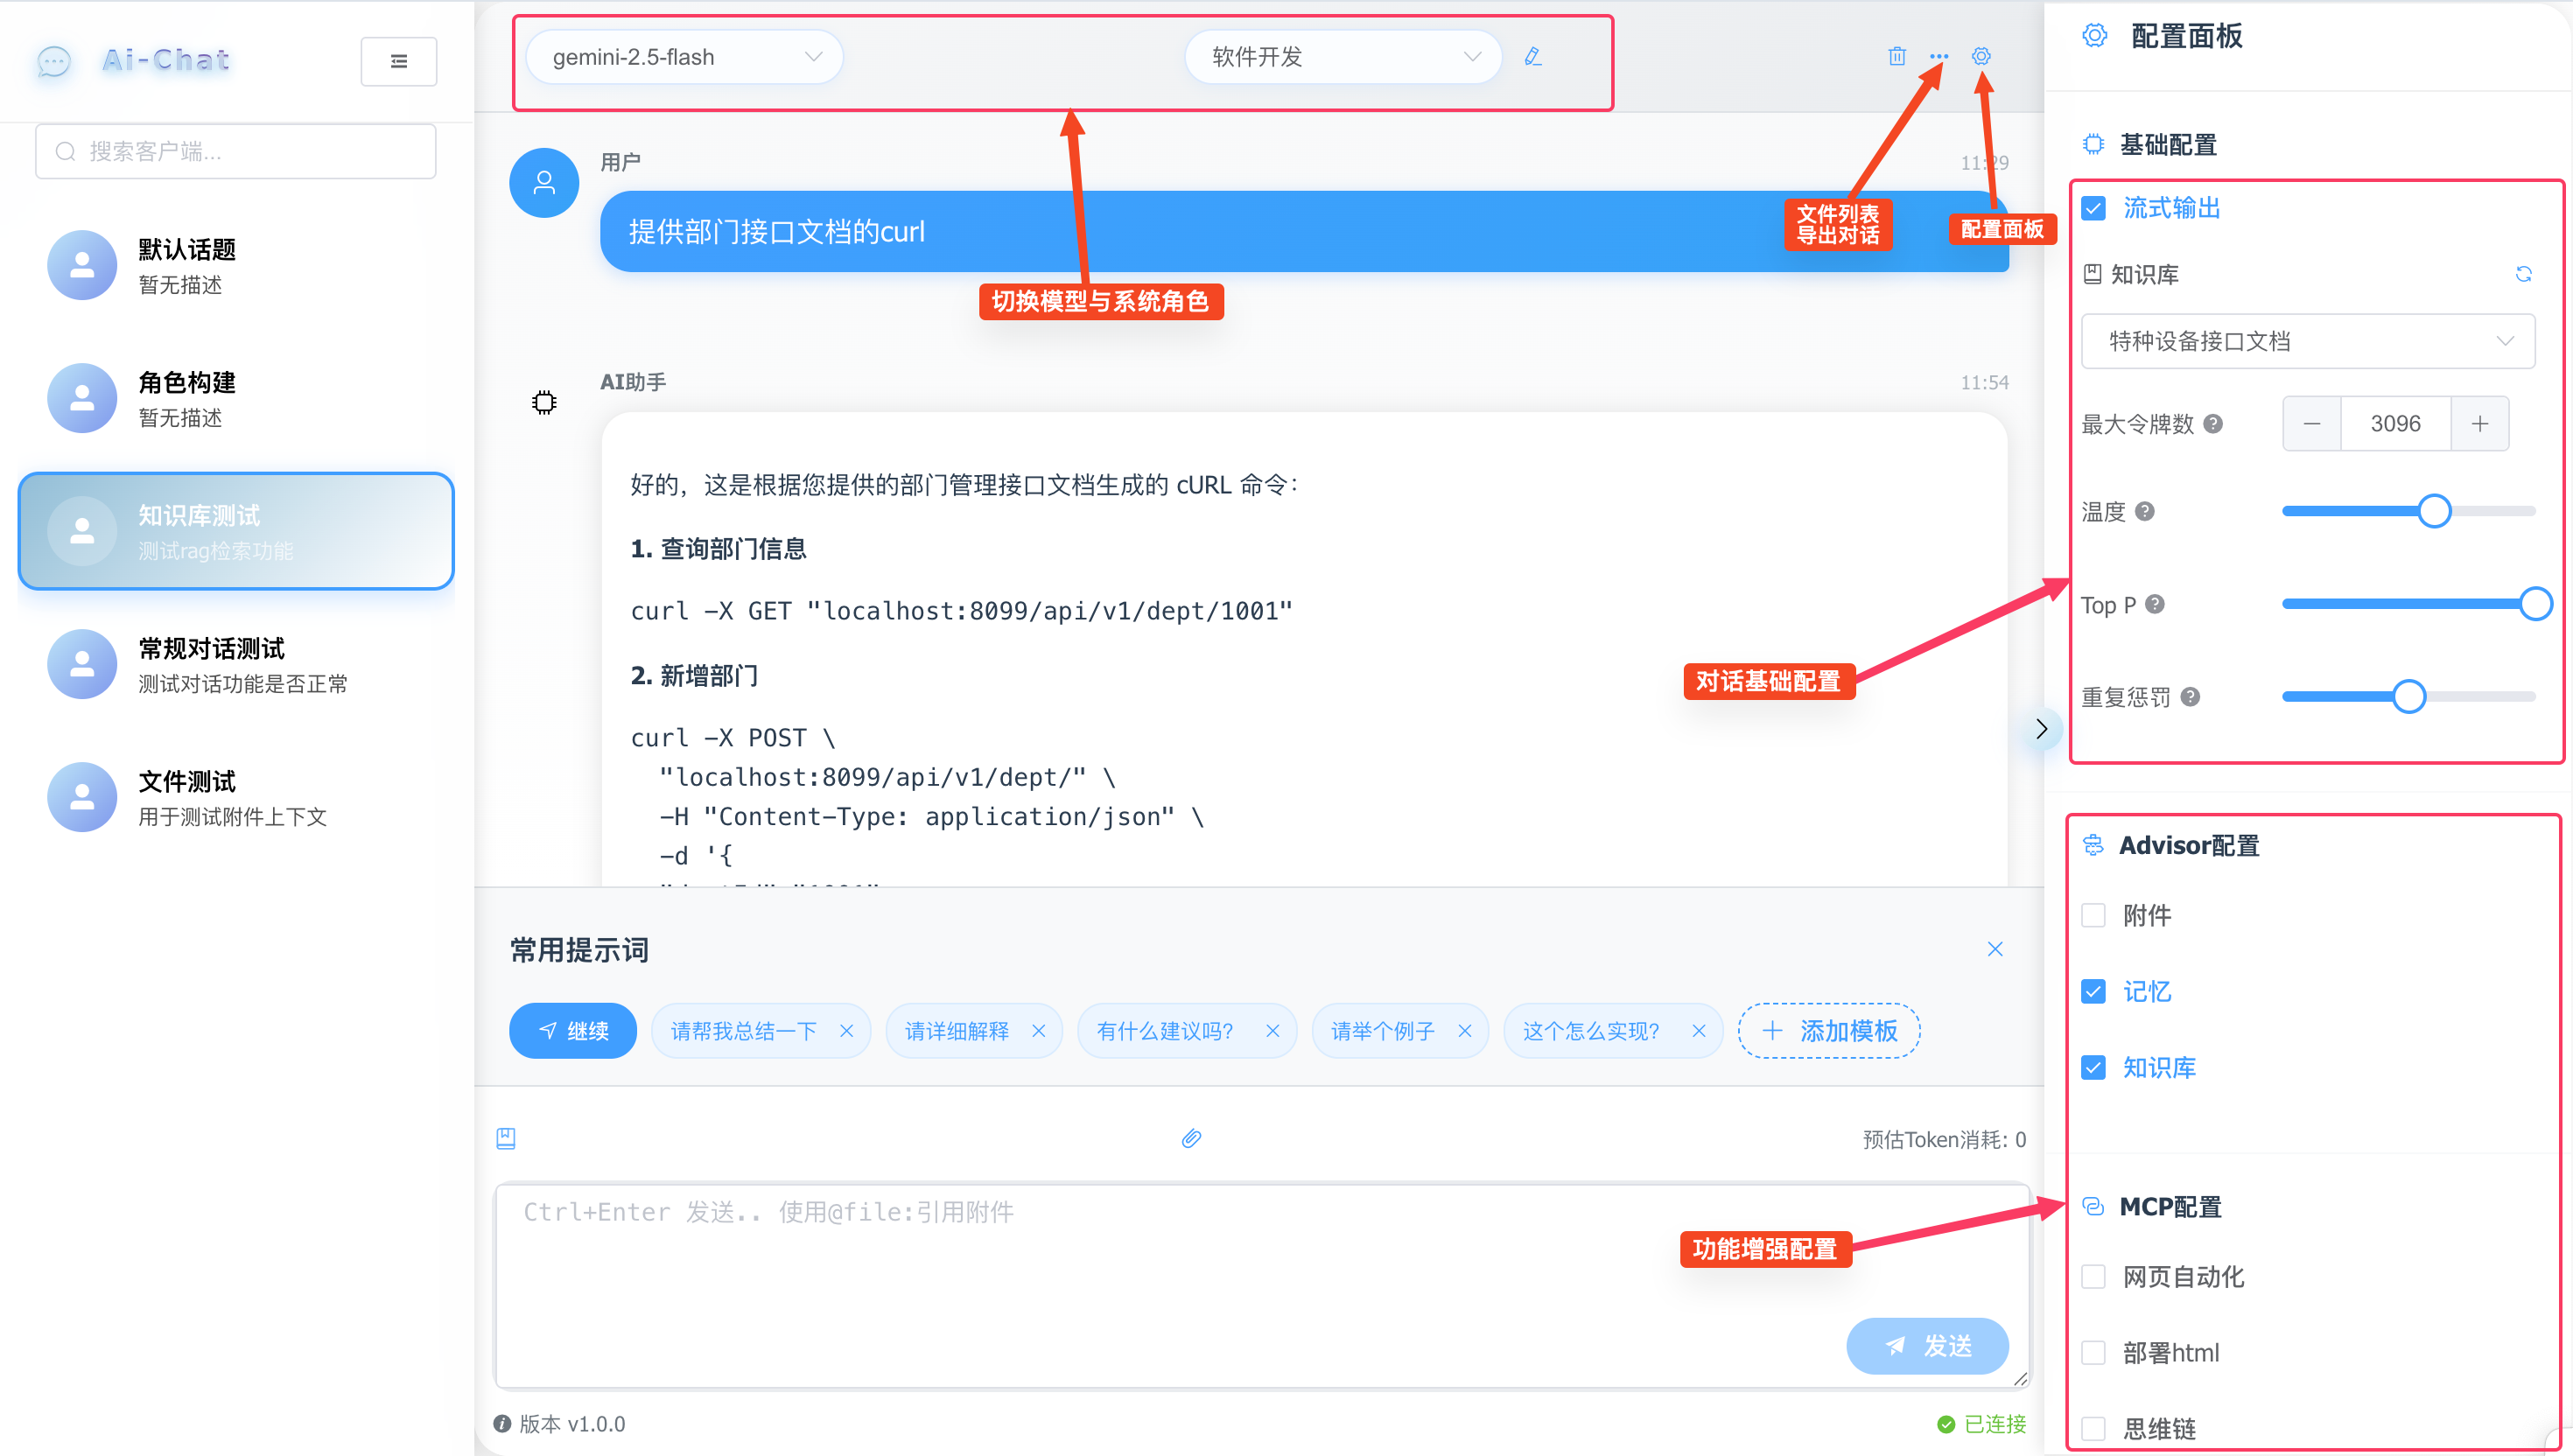 Ai-Chat
搜索客户端...
默认话题
暂无描述
角色构建
暂无描述
知识库测试
测试rag检索功能
常规对话测试
测试对话功能是否正常
文件测试
用于测试附件上下文
gemini-2.5-flash
软件开发
切换模型与系统角色
文件列表
导出对话
配置面板
用户
11:29
提供部门接口文档的curl
AI助手
11:54
好的，这是根据您提供的部门管理接口文档生成的 cURL 命令：
1. 查询部门信息
curl -X GET "localhost:8099/api/v1/dept/1001"
2. 新增部门
curl -X POST \
"localhost:8099/api/v1/dept/" \
-H "Content-Type: application/json" \
-d '{
对话基础配置
常用提示词
继续
请帮我总结一下
请详细解释
有什么建议吗？
请举个例子
这个怎么实现？
添加模板
预估Token消耗: 0
Ctrl+Enter 发送.. 使用@file:引用附件
功能增强配置
发送
版本 v1.0.0
已连接
配置面板
基础配置
流式输出
知识库
特种设备接口文档
最大令牌数
3096
温度
Top P
重复惩罚
Advisor配置
附件
记忆
知识库
MCP配置
网页自动化
部署html
思维链